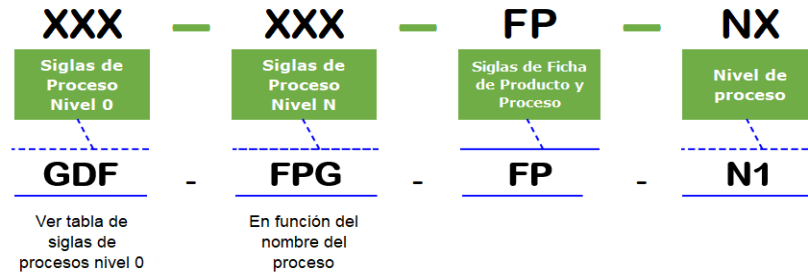 XXX — XXX — FP — NX
Siglas de
Proceso
Nivel 0
Siglas de
Proceso
Nivel N
Siglas de Ficha
de Producto y
Proceso
Nivel de
proceso
GDF - FPG - FP - N1
Ver tabla de
siglas de
procesos nivel 0
En función del
nombre del
proceso